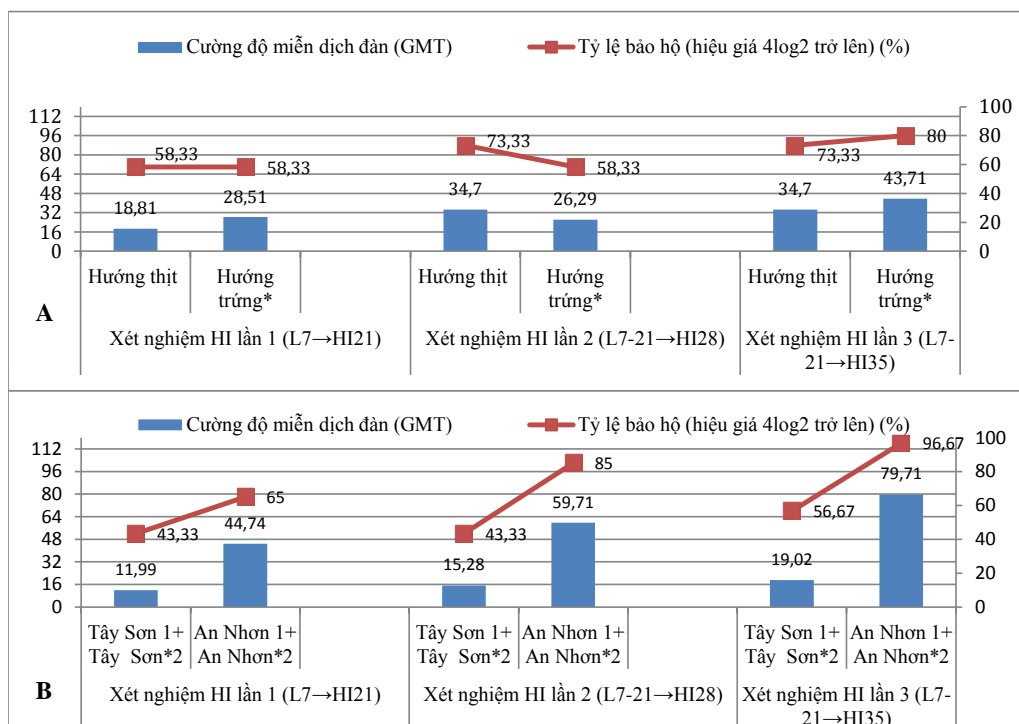 Cường độ miễn dịch đàn (GMT) Tỷ lệ bảo hộ (hiệu giá 4log2 trở lên) (%)
112 100
96 80
80 60
64 40
48 20
32 0
16
0
58,33 58,33 73,33 58,33 73,33 80
18,81 28,51 34,7 26,29 34,7 43,71
Hướng thịt Hướng Hướng thịt Hướng Hướng thịt Hướng
trứng* trứng* trứng*
A
Xét nghiệm HI lần 1 (L7→HI21) Xét nghiệm HI lần 2 (L7-21→HI28) Xét nghiệm HI lần 3 (L7-
21→HI35)
Cường độ miễn dịch đàn (GMT) Tỷ lệ bảo hộ (hiệu giá 4log2 trở lên) (%)
112 100
96 80
80 60
64 40
48 20
32 0
16
0
43,33 65 43,33 85 56,67 96,67
11,99 44,74 15,28 59,71 19,02 79,71
Tây Sơn 1+ An Nhơn 1+ Tây Sơn 1+ An Nhơn 1+ Tây Sơn 1+ An Nhơn 1+
Tây Sơn*2 An Nhơn*2 Tây Sơn*2 An Nhơn*2 Tây Sơn*2 An Nhơn*2
B
Xét nghiệm HI lần 1 (L7→HI21) Xét nghiệm HI lần 2 (L7-21→HI28) Xét nghiệm HI lần 3 (L7-
21→HI35)